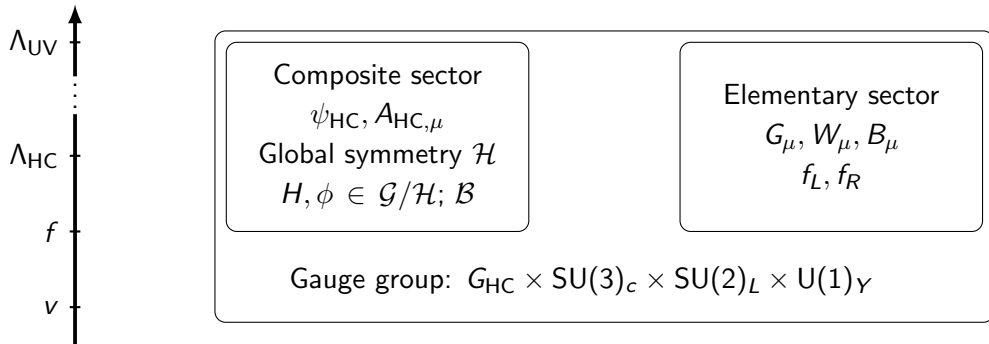 Λ_UV
Λ_HC
f
v
Composite sector
ψ_HC, A_HC,μ
Global symmetry ℋ
H, ϕ ∈ 𝒢/ℋ; ℬ
Elementary sector
G_μ, W_μ, B_μ
f_L, f_R
Gauge group: G_HC × SU(3)_c × SU(2)_L × U(1)_Y